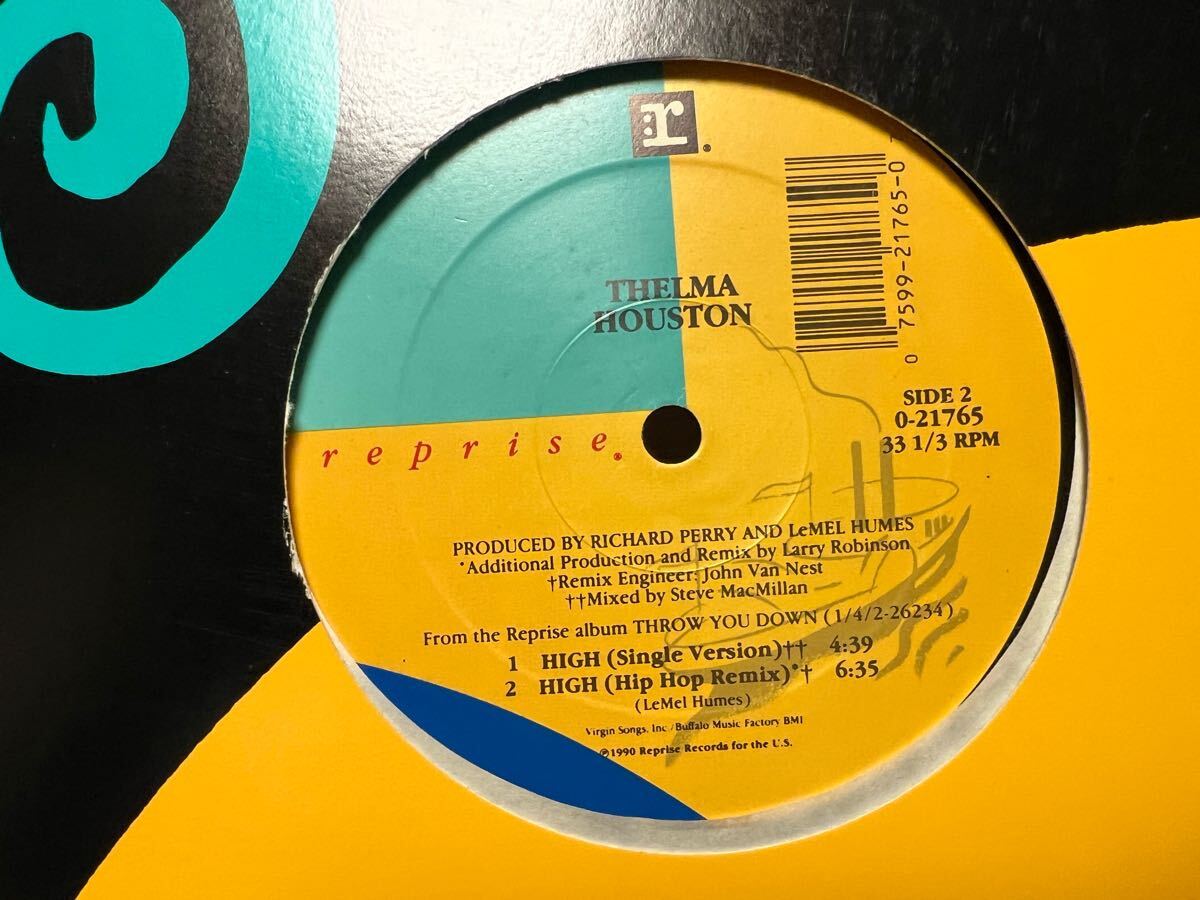 :r®
THELMA
HOUSTON
0 7599-21765-0
SIDE 2
0-21765
33 1/3 RPM
reprise®
PRODUCED BY RICHARD PERRY AND LeMEL HUMES
*Additional Production and Remix by Larry Robinson
†Remix Engineer: John Van Nest
††Mixed by Steve MacMillan
From the Reprise album THROW YOU DOWN (1/4/2-26234)
1 HIGH (Single Version)†† 4:39
2 HIGH (Hip Hop Remix)*† 6:35
(LeMel Humes)
Virgin Songs, Inc./Buffalo Music Factory BMI
℗1990 Reprise Records for the U.S.